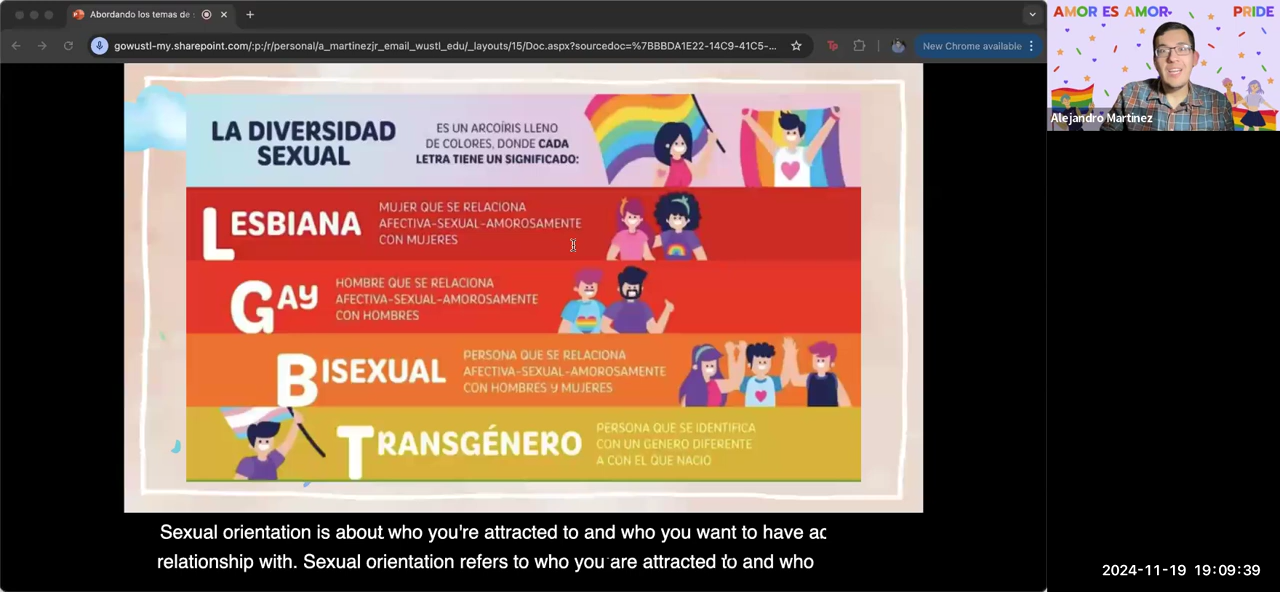 Abordando los temas de
gowustl-my.sharepoint.com/:p:/r/personal/a_martinezjr_email_wustl_edu/_layouts/15/Doc.aspx?sourcedoc=%7BBBDA1E22-14C9-41C5-...
Tp
New Chrome available
AMOR ES AMOR
PRIDE
Alejandro Martinez
LA DIVERSIDAD
SEXUAL
ES UN ARCOÍRIS LLENO
DE COLORES, DONDE CADA
LETRA TIENE UN SIGNIFICADO:
LESBIANA
MUJER QUE SE RELACIONA
AFECTIVA-SEXUAL-AMOROSAMENTE
CON MUJERES
GAY
HOMBRE QUE SE RELACIONA
AFECTIVA-SEXUAL-AMOROSAMENTE
CON HOMBRES
BISEXUAL
PERSONA QUE SE RELACIONA
AFECTIVA-SEXUAL-AMOROSAMENTE
CON HOMBRES Y MUJERES
TRANSGÉNERO
PERSONA QUE SE IDENTIFICA
CON UN GENERO DIFERENTE
A CON EL QUE NACIÓ
Sexual orientation is about who you're attracted to and who you want to have
relationship with. Sexual orientation refers to who you are attracted to and who
2024-11-19 19:09:39